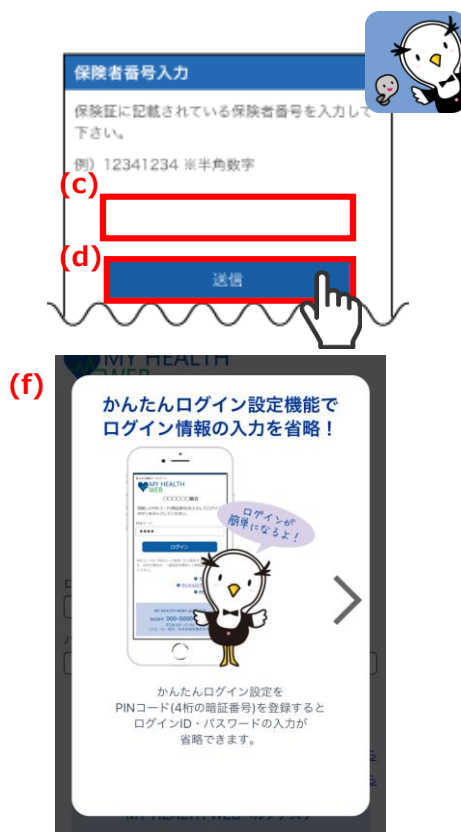 保険者番号入力
保険証に記載されている保険者番号を入力して
下さい。
例）12341234 ※半角数字
(c)
(d)
送信
(f)
MY HEALTH
WEB
かんたんログイン設定機能で
ログイン情報の入力を省略！
MY HEALTH
WEB
□□□□□□組合
ログイン
ログインが
簡単になるよ！
かんたんログイン設定を
PINコード(4桁の暗証番号)を登録すると
ログインID・パスワードの入力が
省略できます。